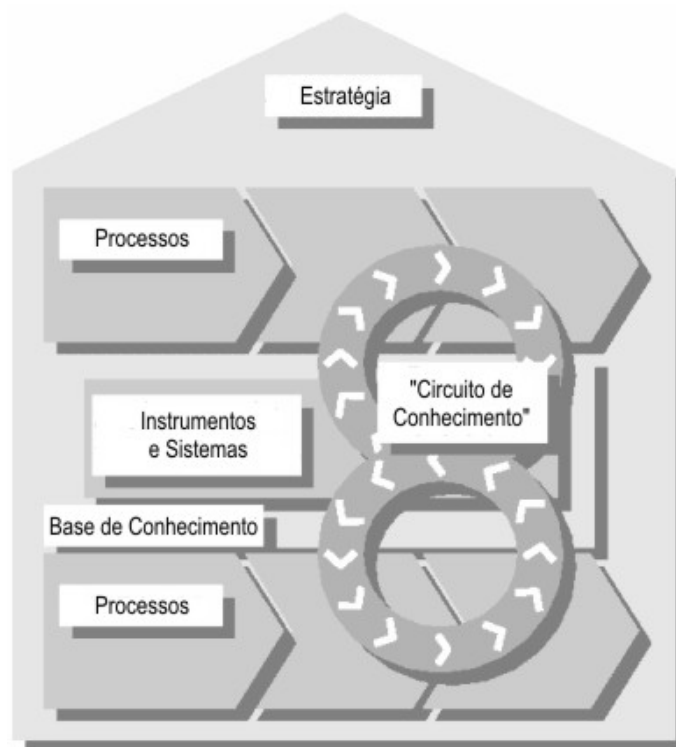 Estratégia
Processos
"Circuito de
Conhecimento"
Instrumentos
e Sistemas
Base de Conhecimento
Processos